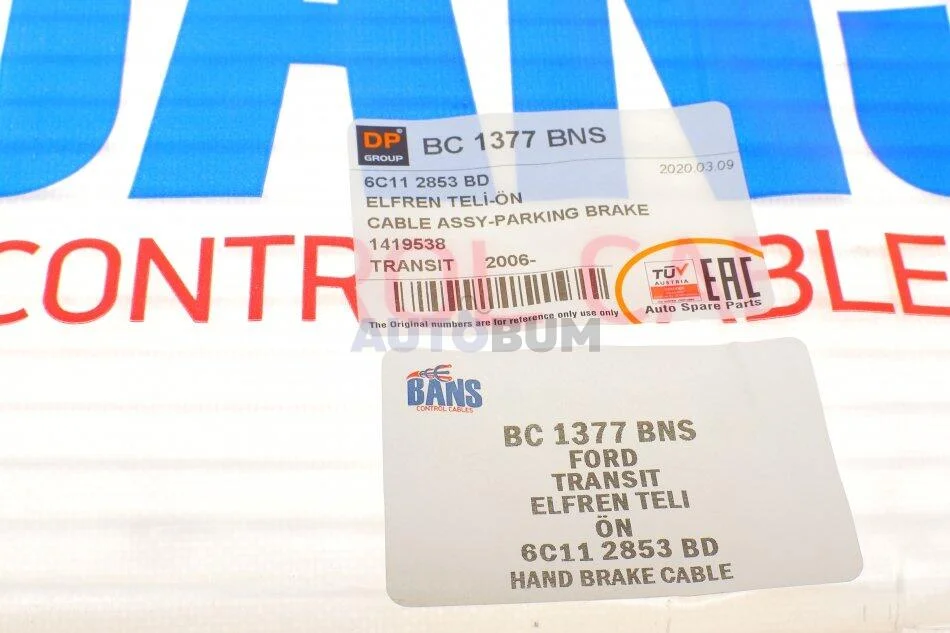 BANS
CONTROL CABLE
DP
GROUP
BC 1377 BNS
2020.03.09
6C11 2853 BD
ELFREN TELİ-ÖN
CABLE ASSY-PARKING BRAKE
1419538
TRANSIT 2006-
TÜV
AUSTRIA
EAC
Auto Spare Parts
The Original numbers are for reference only use only
AUTOBUM
BANS
CONTROL CABLES
BC 1377 BNS
FORD
TRANSIT
ELFREN TELI
ÖN
6C11 2853 BD
HAND BRAKE CABLE